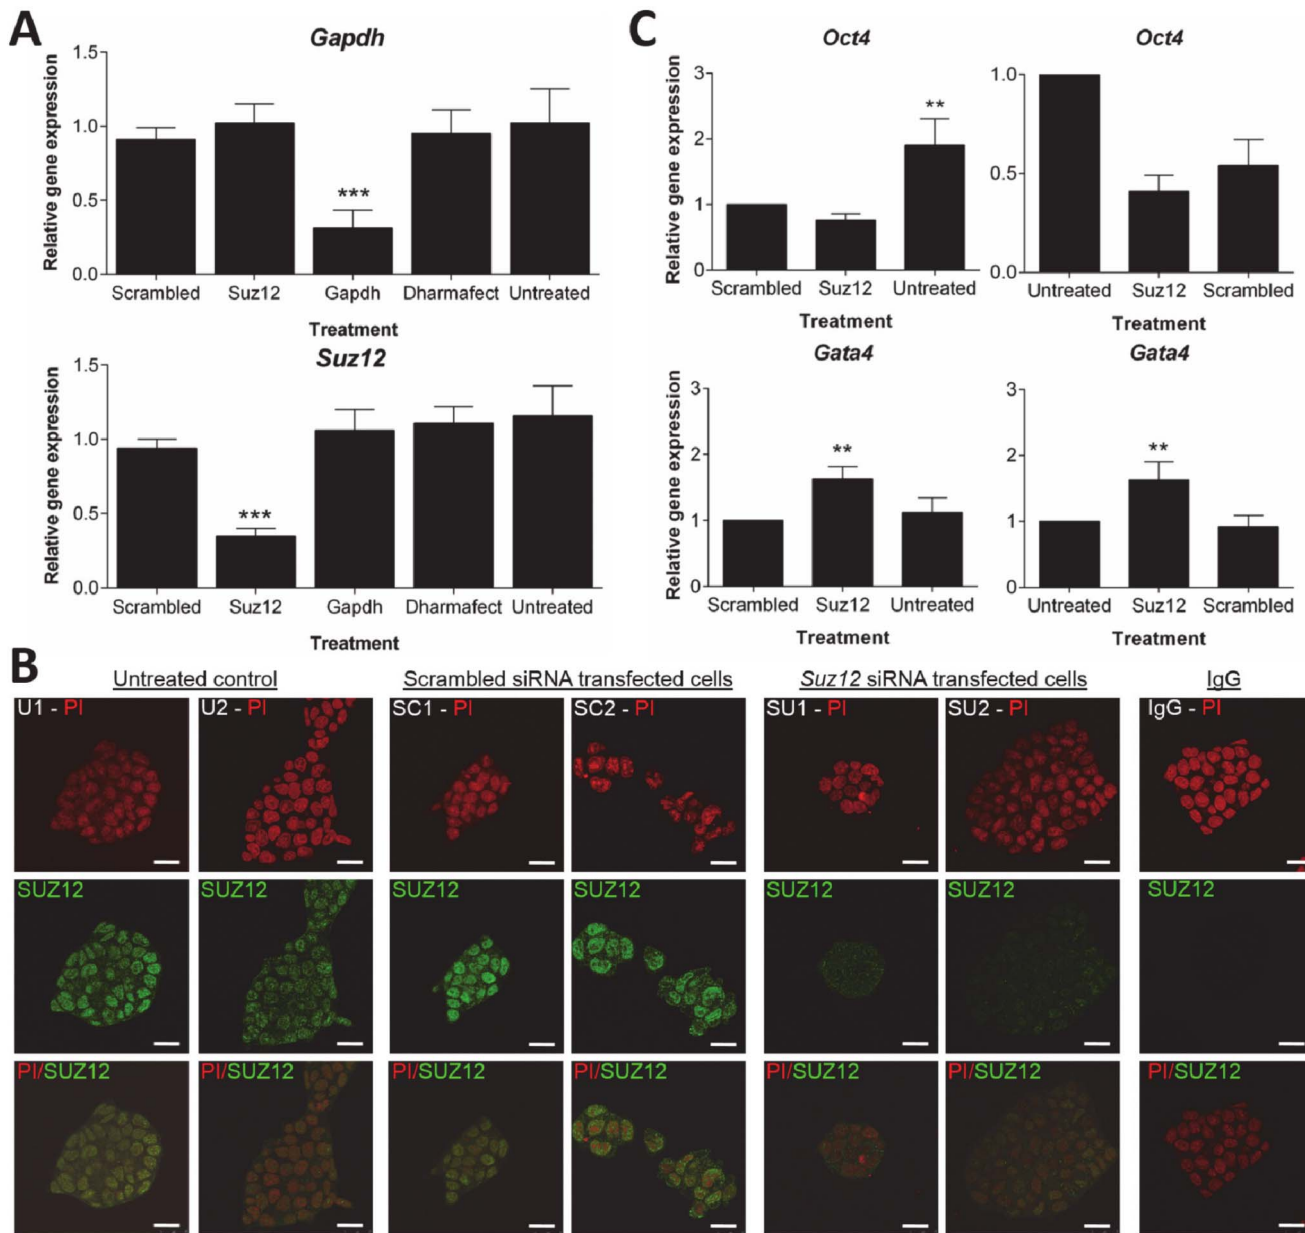 A
Gapdh
Relative gene expression
1.5
1.0
0.5
0.0
***
Scrambled Suz12 Gapdh Dharmafect Untreated
Treatment
Suz12
Relative gene expression
1.5
1.0
0.5
0.0
***
Scrambled Suz12 Gapdh Dharmafect Untreated
Treatment
C
Oct4
Relative gene expression
3
2
1
0
**
Scrambled Suz12 Untreated
Treatment
Oct4
1.0
0.5
0.0
Untreated Suz12 Scrambled
Treatment
Gata4
Relative gene expression
3
2
1
0
**
Scrambled Suz12 Untreated
Treatment
Gata4
3
2
1
0
**
Untreated Suz12 Scrambled
Treatment
B
Untreated control Scrambled siRNA transfected cells Suz12 siRNA transfected cells IgG
U1 - PI U2 - PI SC1 - PI SC2 - PI SU1 - PI SU2 - PI IgG - PI
SUZ12 SUZ12 SUZ12 SUZ12 SUZ12 SUZ12 SUZ12
PI/SUZ12 PI/SUZ12 PI/SUZ12 PI/SUZ12 PI/SUZ12 PI/SUZ12 PI/SUZ12